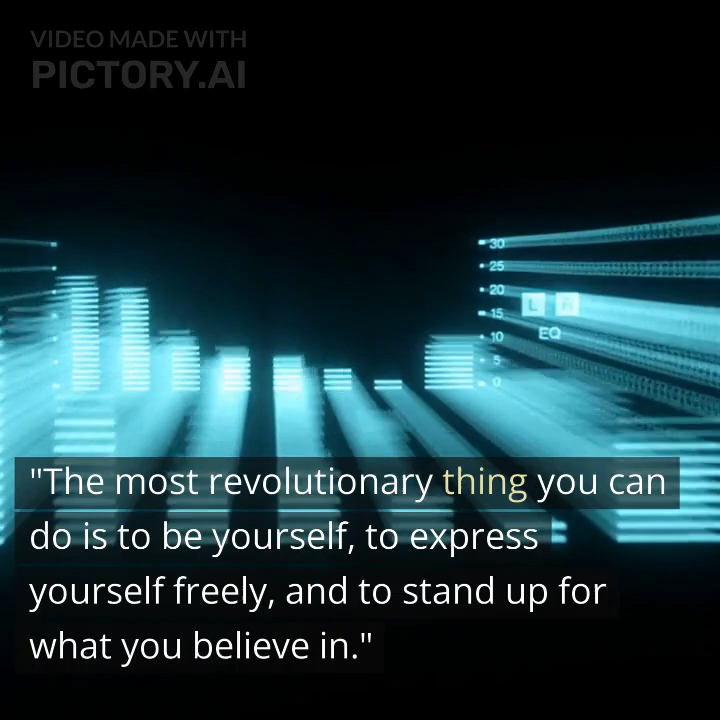 VIDEO MADE WITH
PICTORY.AI
30
25
20
15
10
5
0
L R
EQ
"The most revolutionary thing you can
do is to be yourself, to express
yourself freely, and to stand up for
what you believe in."